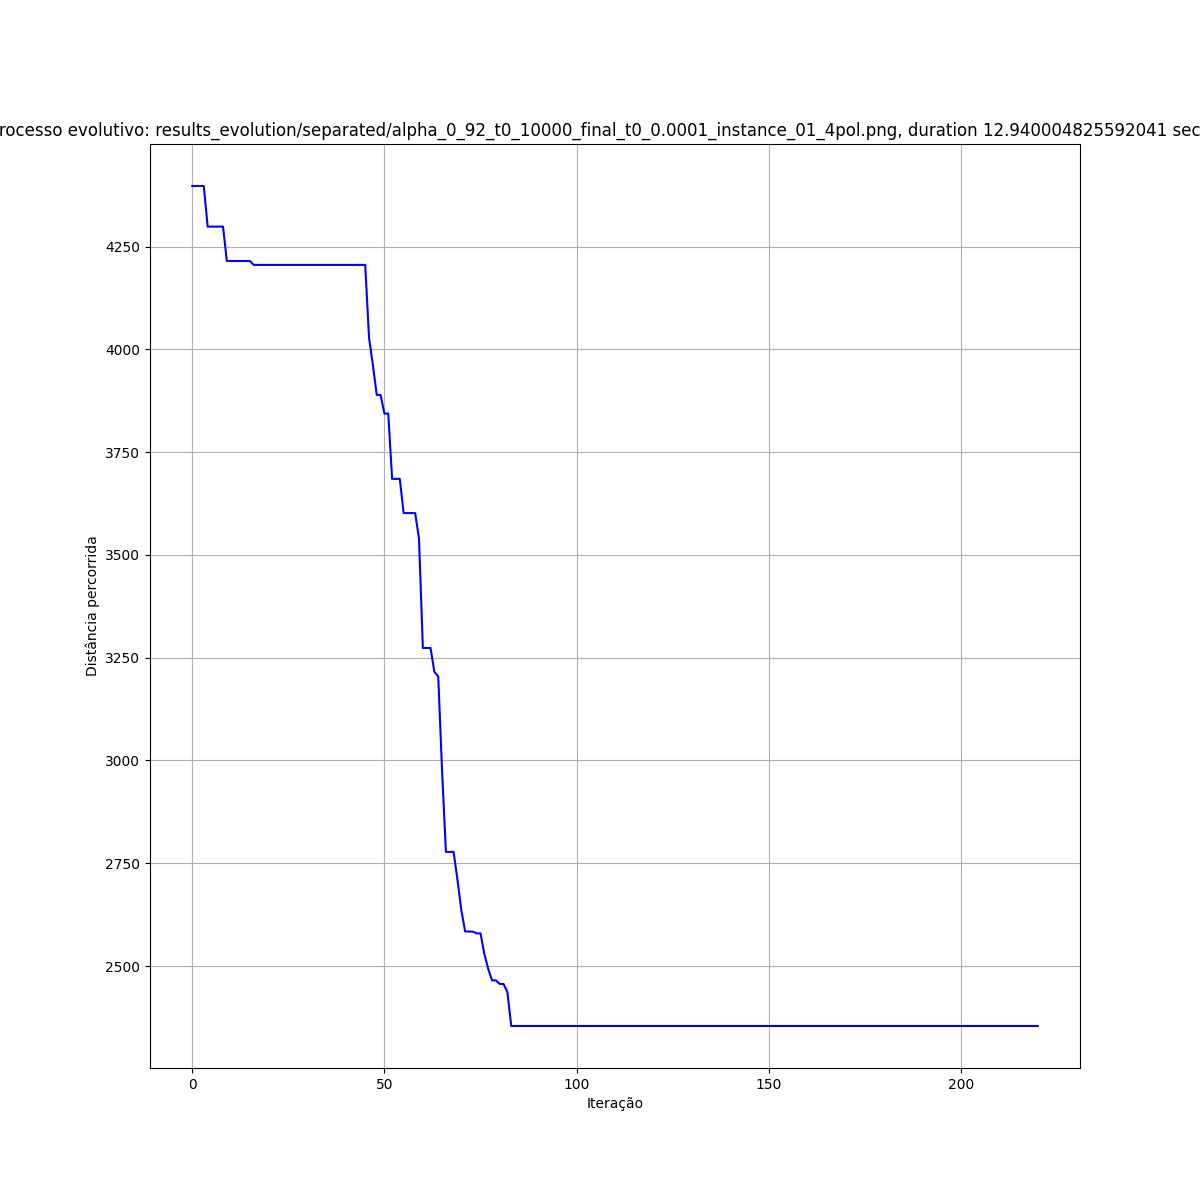 rocesso evolutivo: results_evolution/separated/alpha_0_92_t0_10000_final_t0_0.0001_instance_01_4pol.png, duration 12.940004825592041 sec
4250
4000
3750
3500
3250
3000
2750
2500
Distância percorrida
0 50 100 150 200
Iteração